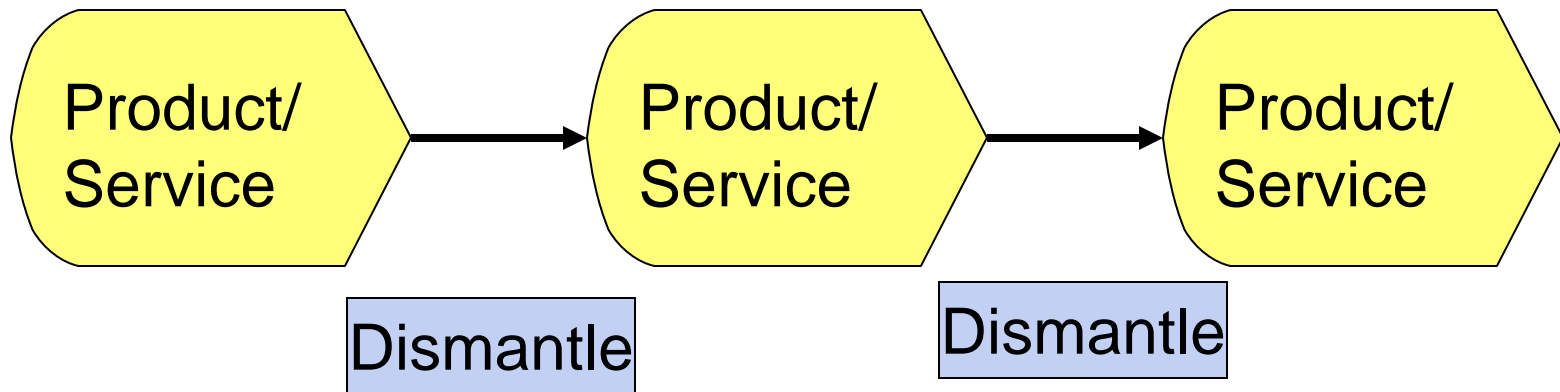 Product/
Service
Product/
Service
Product/
Service
Dismantle
Dismantle